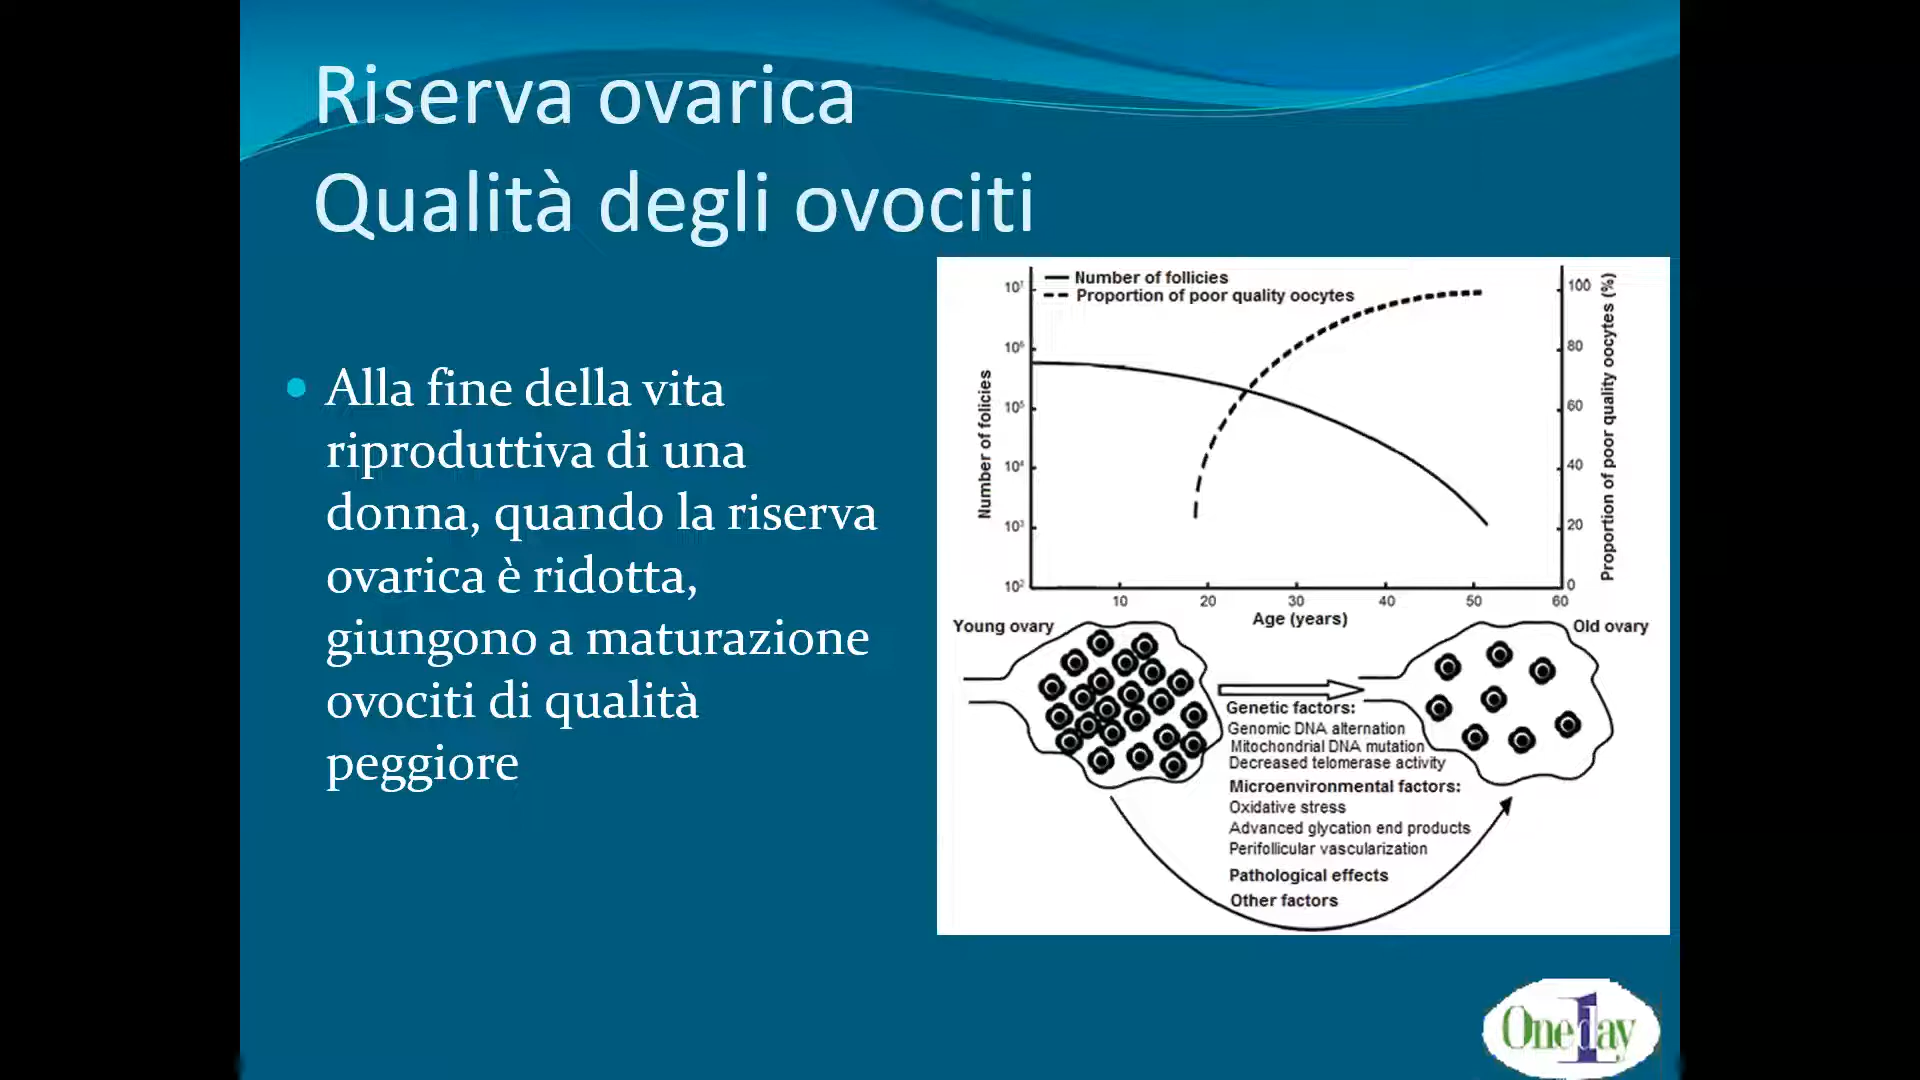 Riserva ovarica
Qualità degli ovociti
Alla fine della vita
riproduttiva di una
donna, quando la riserva
ovarica è ridotta,
giungono a maturazione
ovociti di qualità
peggiore
Number of follicies
Proportion of poor quality oocytes
Number of follicies
10⁷
10⁶
10⁵
10⁴
10³
10²
100
80
60
40
20
0
Proportion of poor quality oocytes (%)
10 20 30 40 50 60
Age (years)
Young ovary
Old ovary
Genetic factors:
Genomic DNA alternation
Mitochondrial DNA mutation
Decreased telomerase activity
Microenvironmental factors:
Oxidative stress
Advanced glycation end products
Perifollicular vascularization
Pathological effects
Other factors
One day
1